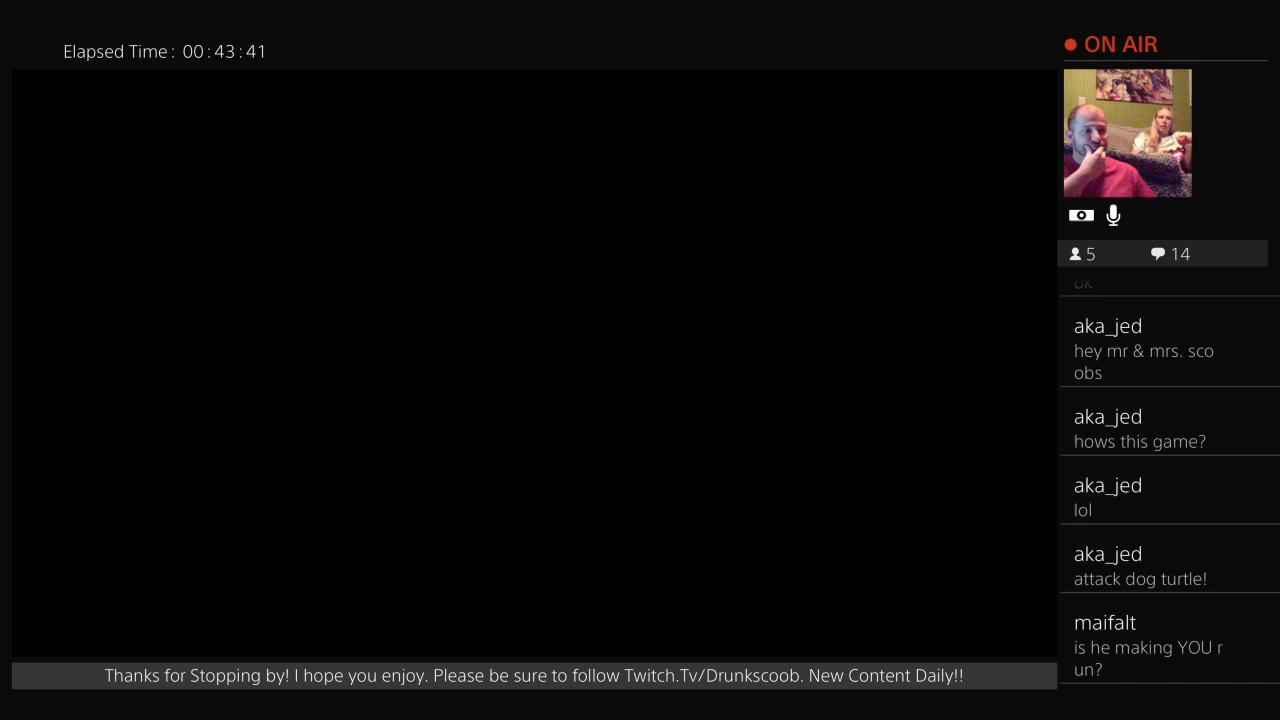 Elapsed Time : 00 : 43 : 41
ON AIR
5
14
OK
aka_jed
hey mr & mrs. sco
obs
aka_jed
hows this game?
aka_jed
lol
aka_jed
attack dog turtle!
maifalt
is he making YOU r
un?
Thanks for Stopping by! I hope you enjoy. Please be sure to follow Twitch.Tv/Drunkscoob. New Content Daily!!